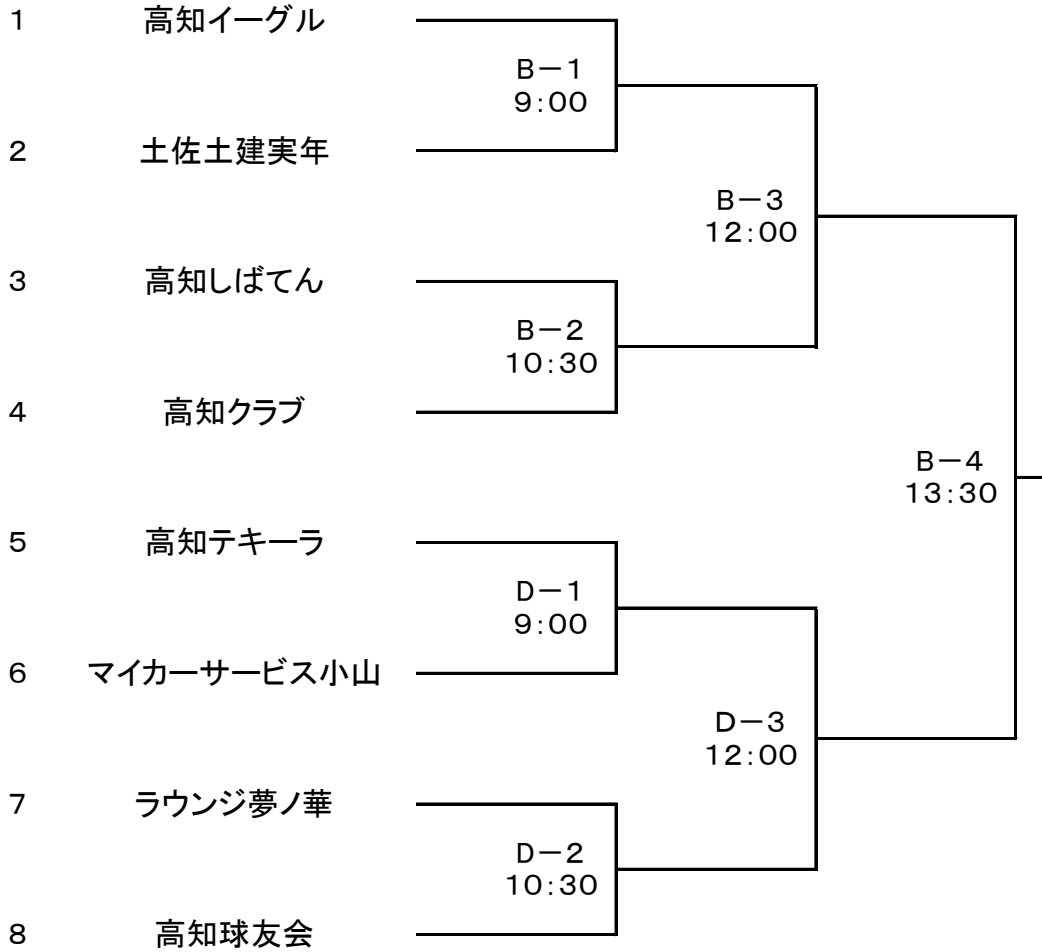 １ 高知イーグル
Ｂ－１
９：００
２ 土佐土建実年
Ｂ－３
１２：００
３ 高知しばてん
Ｂ－２
１０：３０
４ 高知クラブ
Ｂ－４
１３：３０
５ 高知テキーラ
Ｄ－１
９：００
６ マイカーサービス小山
Ｄ－３
１２：００
７ ラウンジ夢ノ華
Ｄ－２
１０：３０
８ 高知球友会